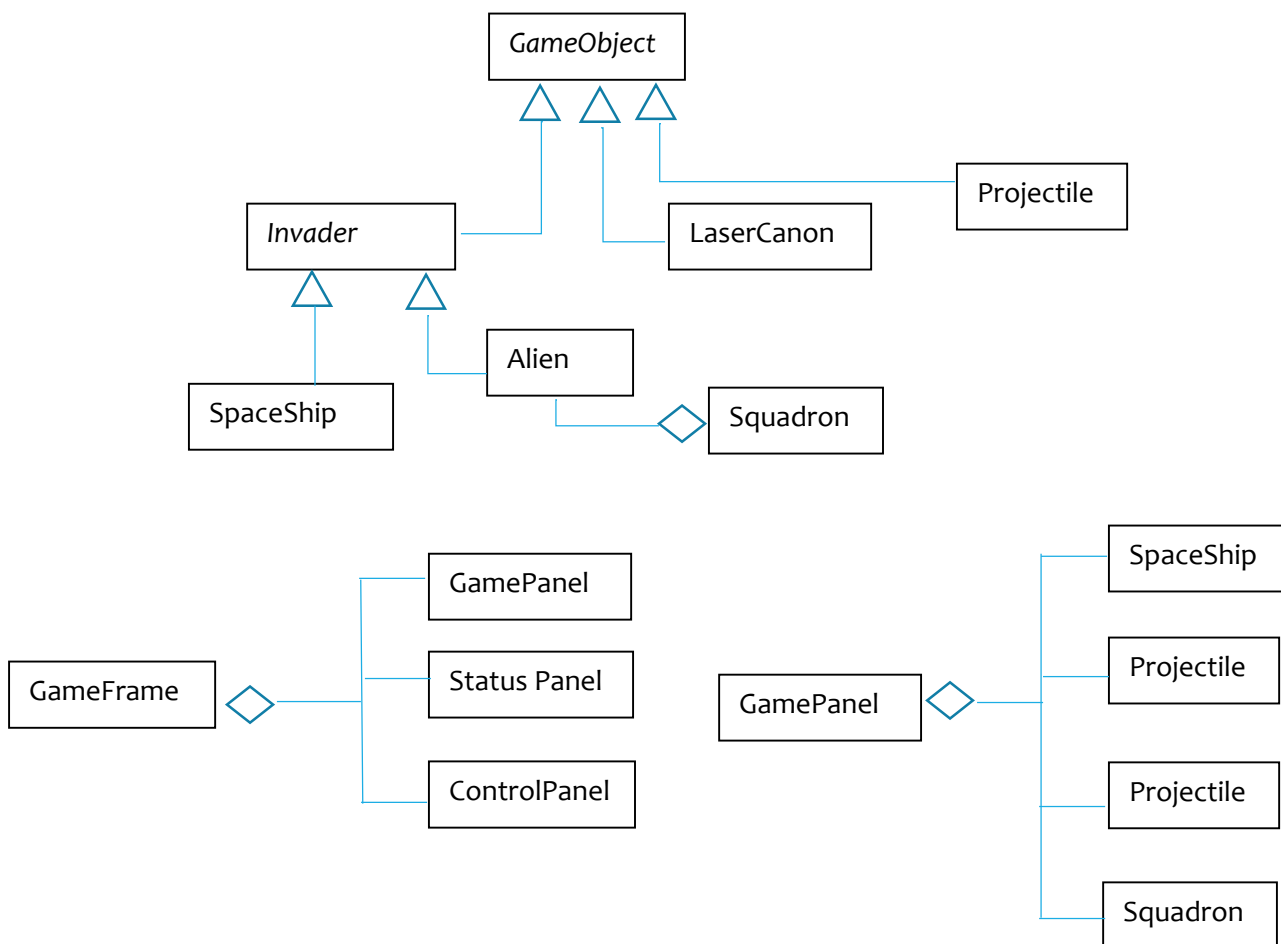 GameObject
Projectile
Invader
LaserCanon
Alien
SpaceShip
Squadron
GamePanel
Status Panel
GameFrame
ControlPanel
SpaceShip
Projectile
GamePanel
Projectile
Squadron